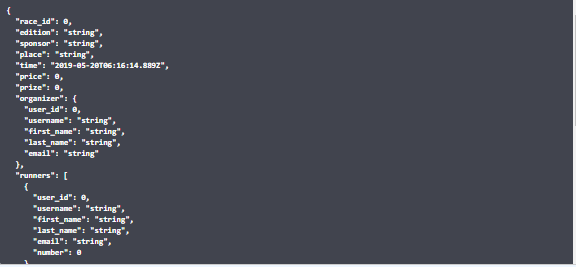 {
"race_id": 0,
"edition": "string",
"sponsor": "string",
"place": "string",
"time": "2019-05-20T06:16:14.889Z",
"price": 0,
"prize": 0,
"organizer": {
"user_id": 0,
"username": "string",
"first_name": "string",
"last_name": "string",
"email": "string"
},
"runners": [
{
"user_id": 0,
"username": "string",
"first_name": "string",
"last_name": "string",
"email": "string",
"number": 0
}